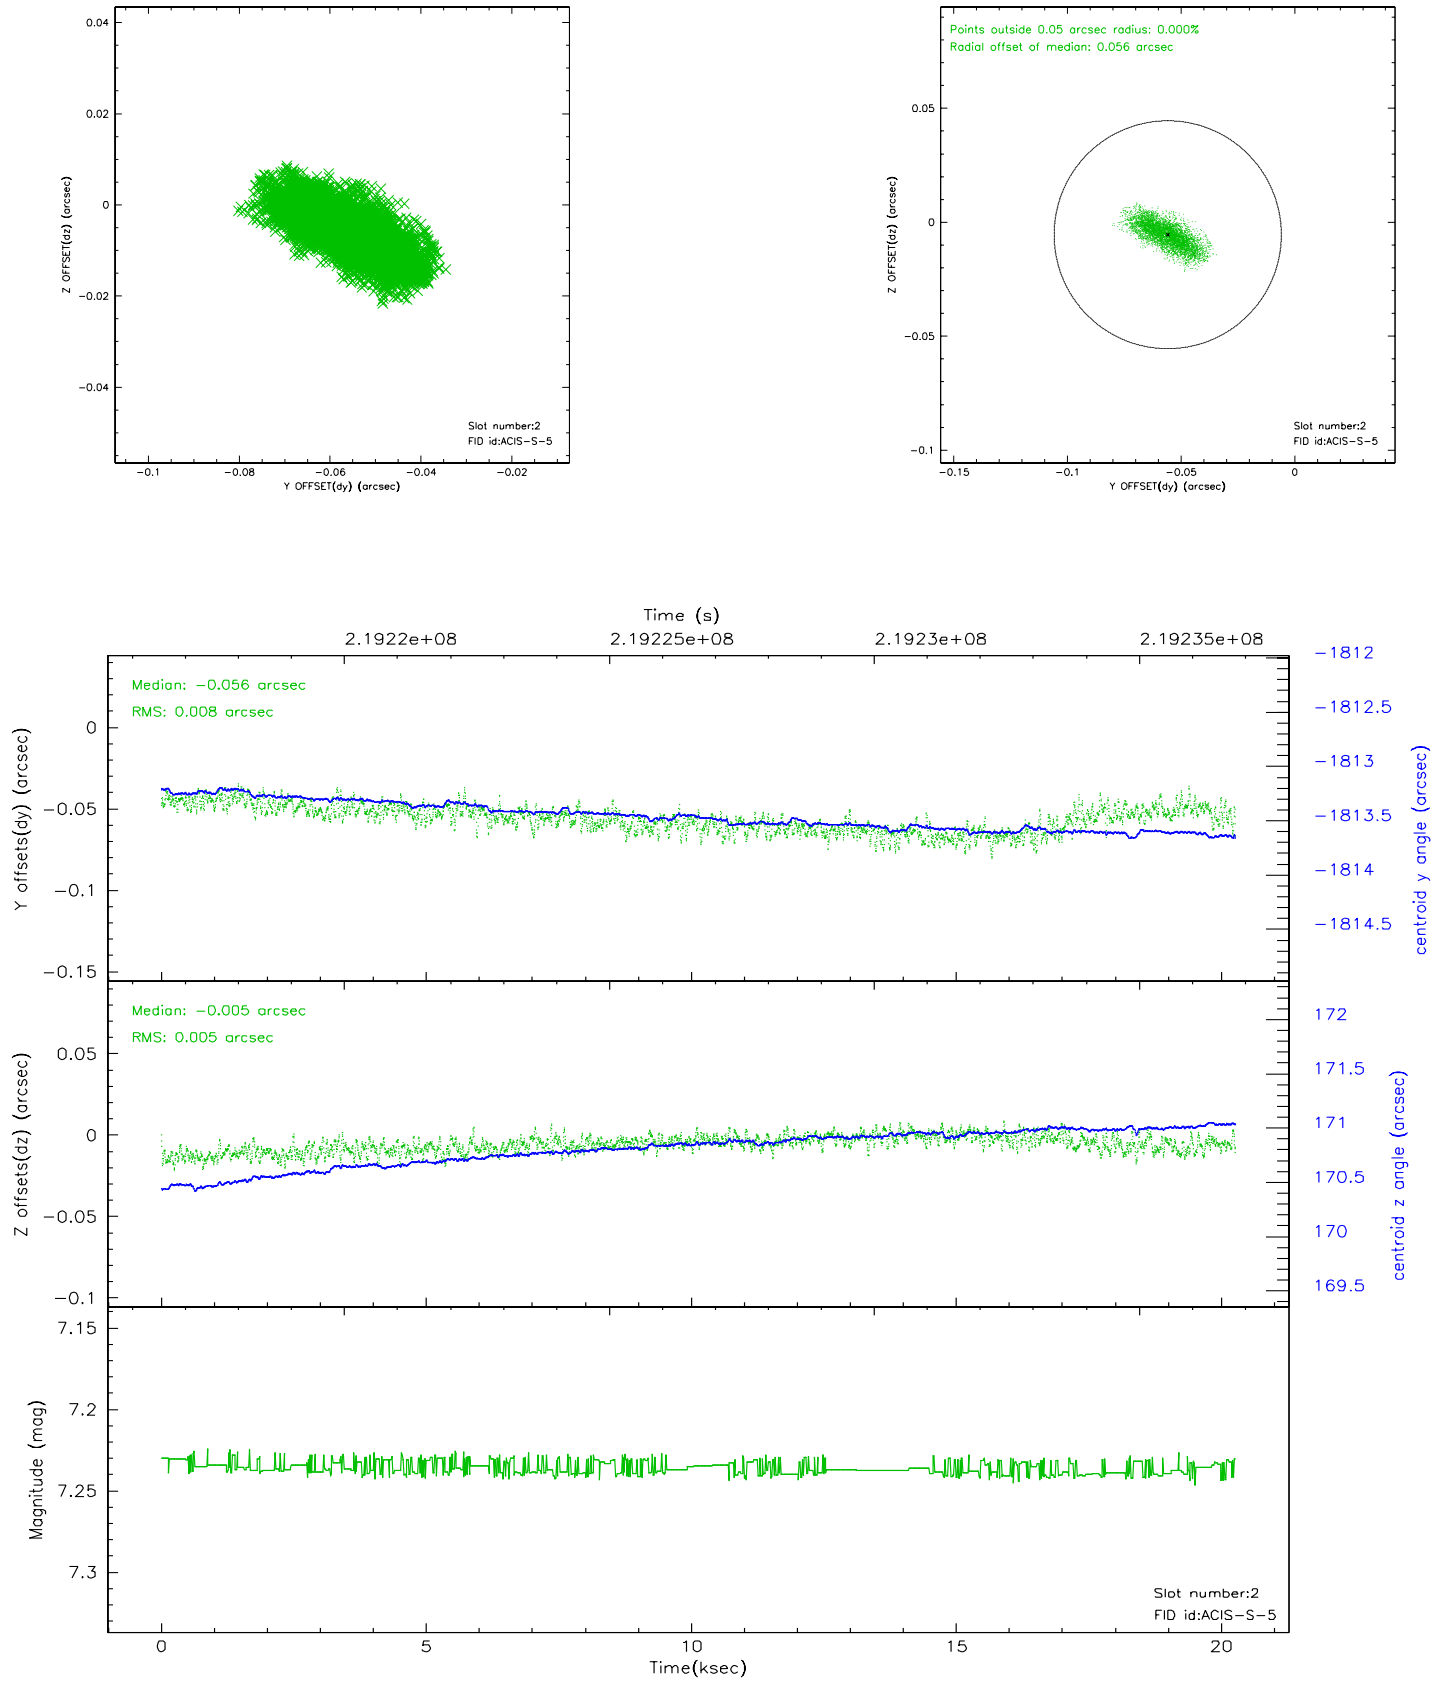 0.04
0.02
0
−0.02
−0.04
Z OFFSET(dz) (arcsec)
Slot number:2
FID id:ACIS−S−5
−0.1
−0.08
−0.06
−0.04
−0.02
Y OFFSET(dy) (arcsec)
Points outside 0.05 arcsec radius: 0.000%
Radial offset of median: 0.056 arcsec
0.05
0
−0.05
−0.1
Z OFFSET(dz) (arcsec)
Slot number:2
FID id:ACIS−S−5
−0.15
−0.1
−0.05
0
Y OFFSET(dy) (arcsec)
Time (s)
2.1922e+08
2.19225e+08
2.1923e+08
2.19235e+08
Median: −0.056 arcsec
RMS: 0.008 arcsec
0
−0.05
−0.1
−0.15
Y offsets(dy) (arcsec)
−1812
−1812.5
−1813
−1813.5
−1814
−1814.5
centroid y angle (arcsec)
Median: −0.005 arcsec
RMS: 0.005 arcsec
0.05
0
−0.05
−0.1
Z offsets(dz) (arcsec)
172
171.5
171
170.5
170
169.5
centroid z angle (arcsec)
7.15
7.2
7.25
7.3
Magnitude (mag)
Slot number:2
FID id:ACIS−S−5
0
5
10
15
20
Time(ksec)